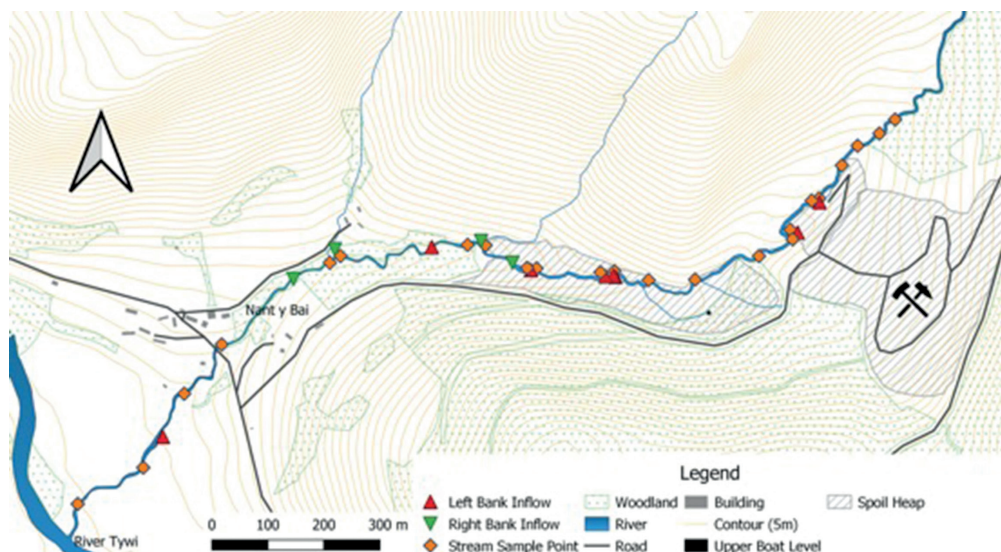 Nant y Bai
River Tywi
Legend
Left Bank Inflow
Right Bank Inflow
Stream Sample Point
Woodland
River
Road
Building
Contour (5m)
Upper Boat Level
Spoil Heap
0 100 200 300 m